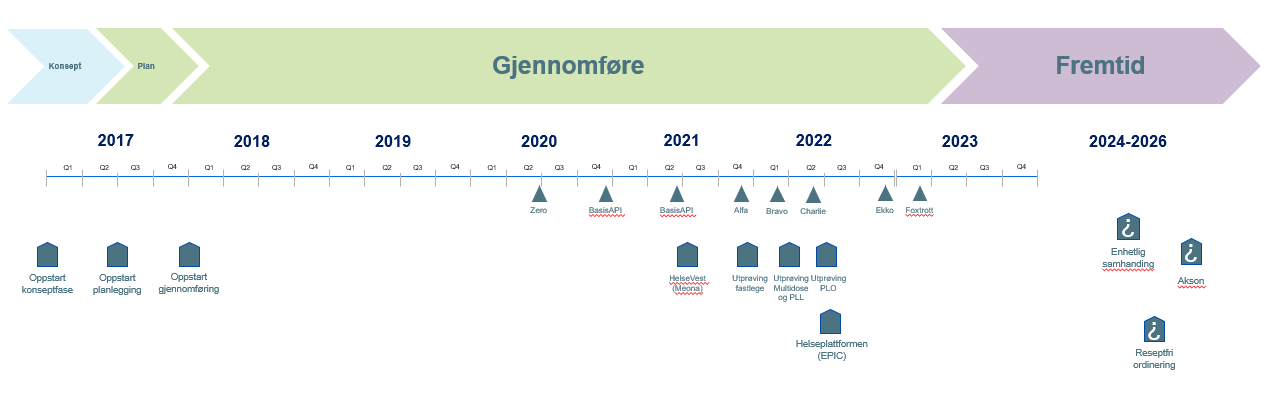 Konsept
Plan
Gjennomføre
Fremtid
2017
2018
2019
2020
2021
2022
2023
2024-2026
Q1 Q2 Q3 Q4 Q1 Q2 Q3 Q4 Q1 Q2 Q3 Q4 Q1 Q2 Q3 Q4 Q1 Q2 Q3 Q4 Q1 Q2 Q3 Q4 Q1 Q2 Q3 Q4
Zero
BasisAPI
BasisAPI
Alfa
Bravo
Charlie
Ekko
Foxtrott
Oppstart
konseptfase
Oppstart
planlegging
Oppstart
gjennomføring
HelseVest
(Meona)
Utprøving
fastlege
Utprøving
Multidose
og PLL
Utprøving
PLO
Helseplattformen
(EPIC)
¿
Enhetlig
samhanding
¿
Akson
¿
Reseptfri
ordinering